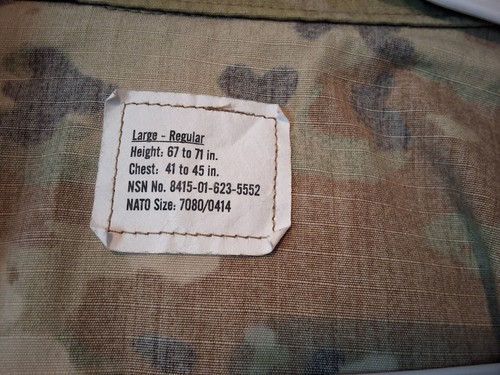 Large - Regular
Height: 67 to 71 in.
Chest: 41 to 45 in.
NSN No. 8415-01-623-5552
NATO Size: 7080/0414